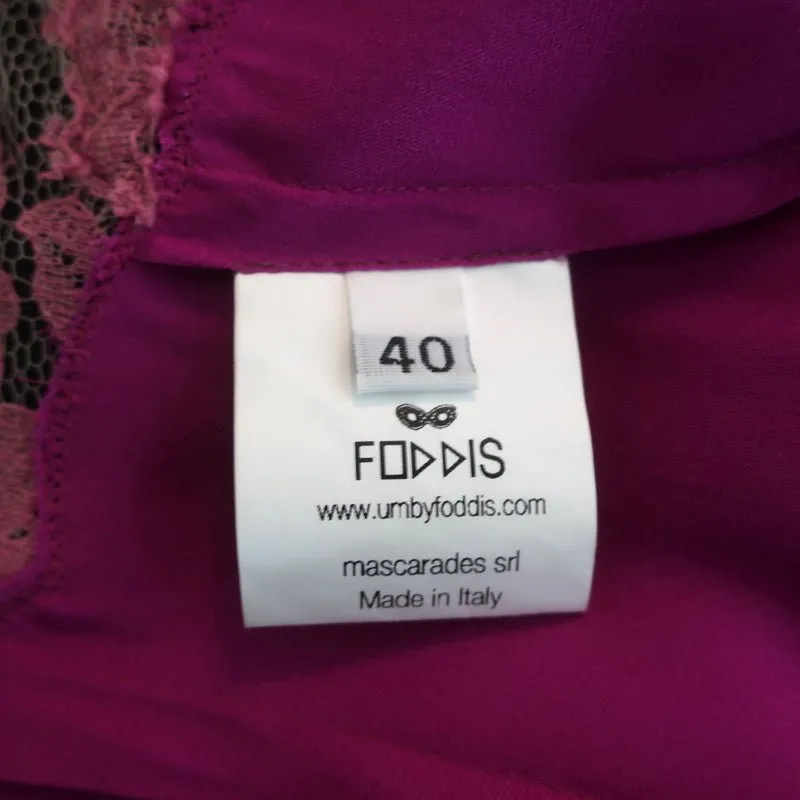 40
FODDIS
www.umbyfoddis.com
mascarades srl
Made in Italy